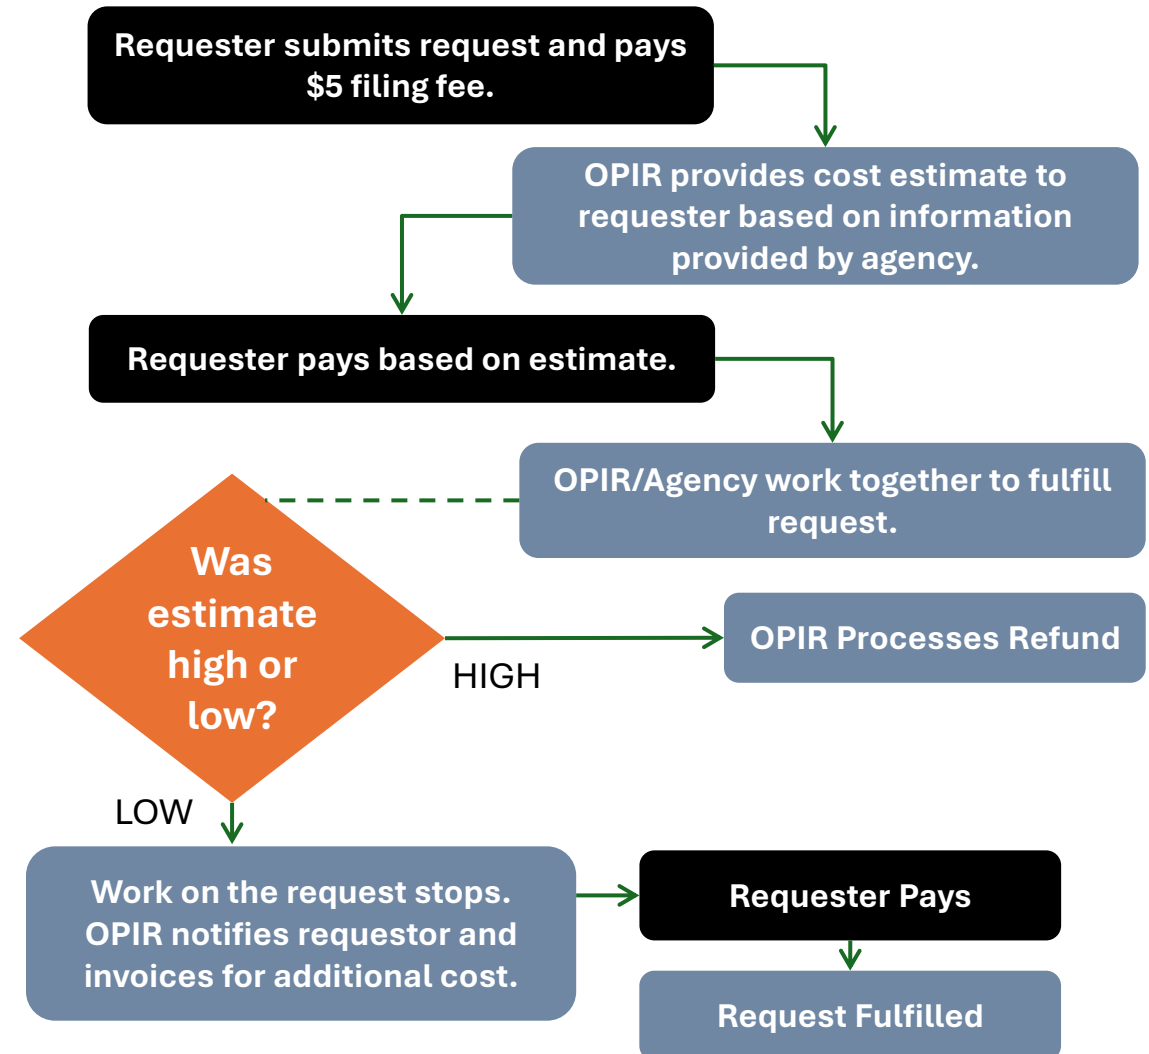 Requester submits request and pays
$5 filing fee.
OPIR provides cost estimate to
requester based on information
provided by agency.
Requester pays based on estimate.
OPIR/Agency work together to fulfill
request.
Was
estimate
high or
low?
HIGH
OPIR Processes Refund
LOW
Work on the request stops.
OPIR notifies requestor and
invoices for additional cost.
Requester Pays
Request Fulfilled